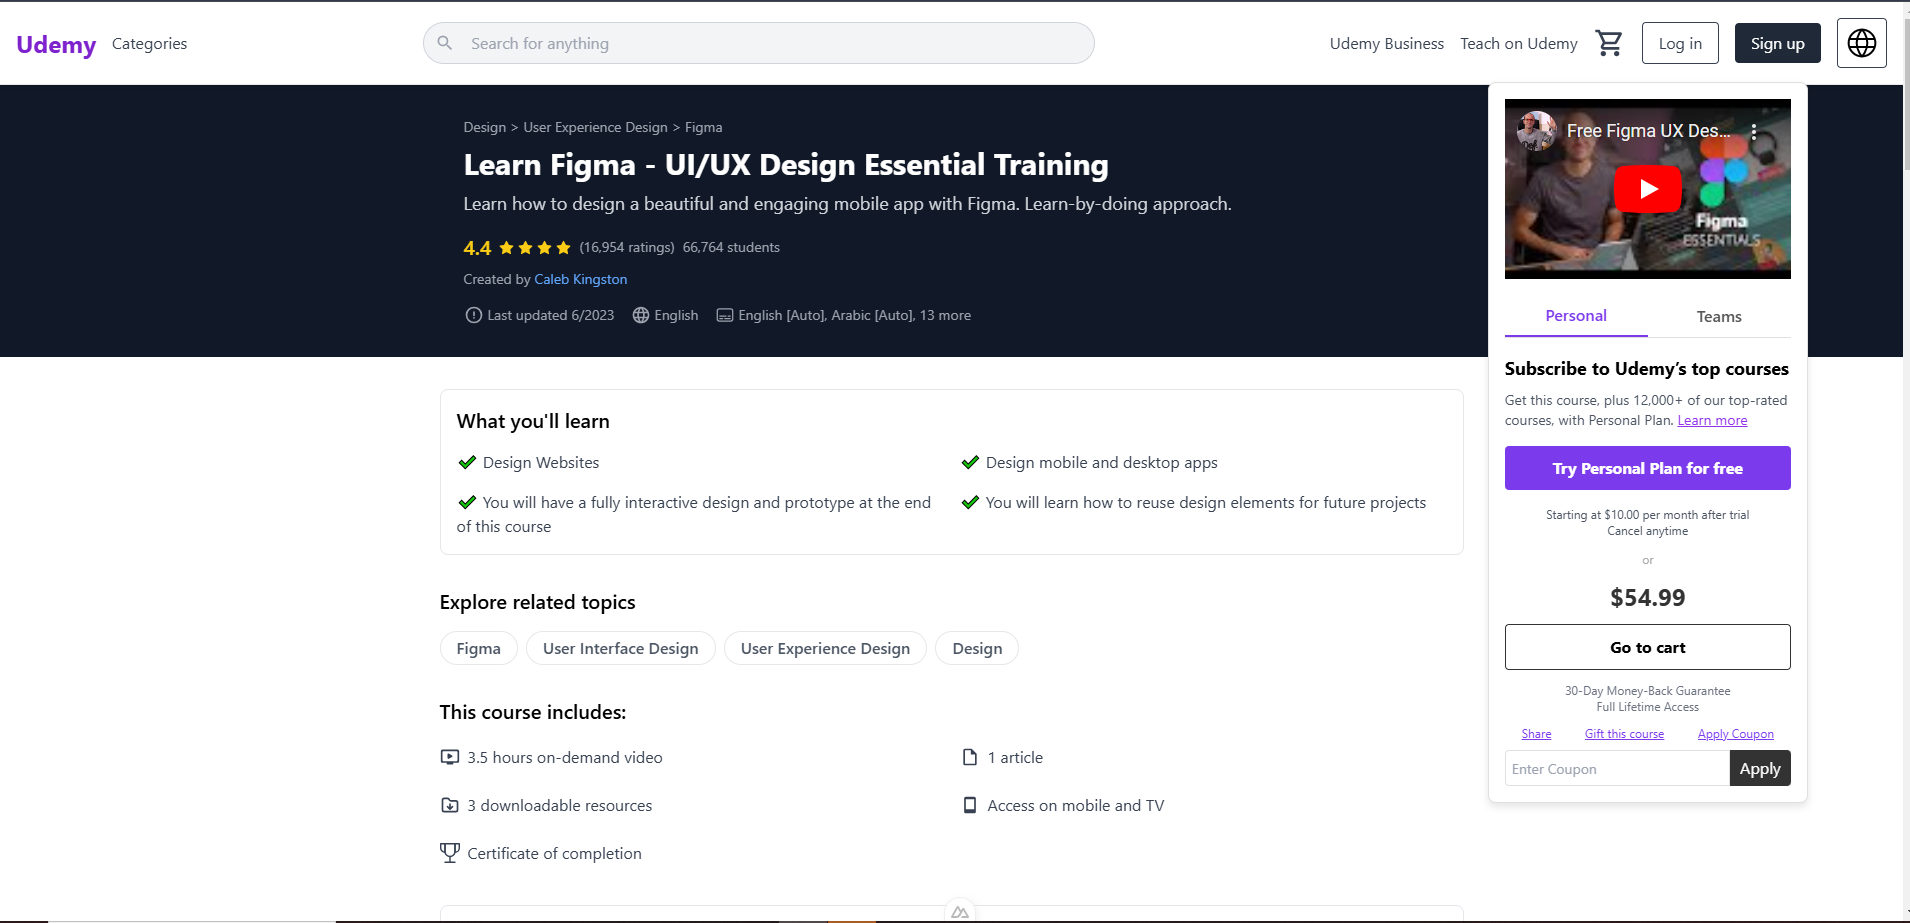 Udemy
Categories
Search for anything
Udemy Business
Teach on Udemy
Log in
Sign up
Design > User Experience Design > Figma
Learn Figma - UI/UX Design Essential Training
Learn how to design a beautiful and engaging mobile app with Figma. Learn-by-doing approach.
4.4 (16,954 ratings) 66,764 students
Created by Caleb Kingston
Last updated 6/2023 English English [Auto], Arabic [Auto], 13 more
What you'll learn
Design Websites
Design mobile and desktop apps
You will have a fully interactive design and prototype at the end
of this course
You will learn how to reuse design elements for future projects
Explore related topics
Figma
User Interface Design
User Experience Design
Design
This course includes:
3.5 hours on-demand video
1 article
3 downloadable resources
Access on mobile and TV
Certificate of completion
Free Figma UX Des...
Figma
ESSENTIALS
Personal
Teams
Subscribe to Udemy’s top courses
Get this course, plus 12,000+ of our top-rated
courses, with Personal Plan. Learn more
Try Personal Plan for free
Starting at $10.00 per month after trial
Cancel anytime
or
$54.99
Go to cart
30-Day Money-Back Guarantee
Full Lifetime Access
Share
Gift this course
Apply Coupon
Enter Coupon
Apply